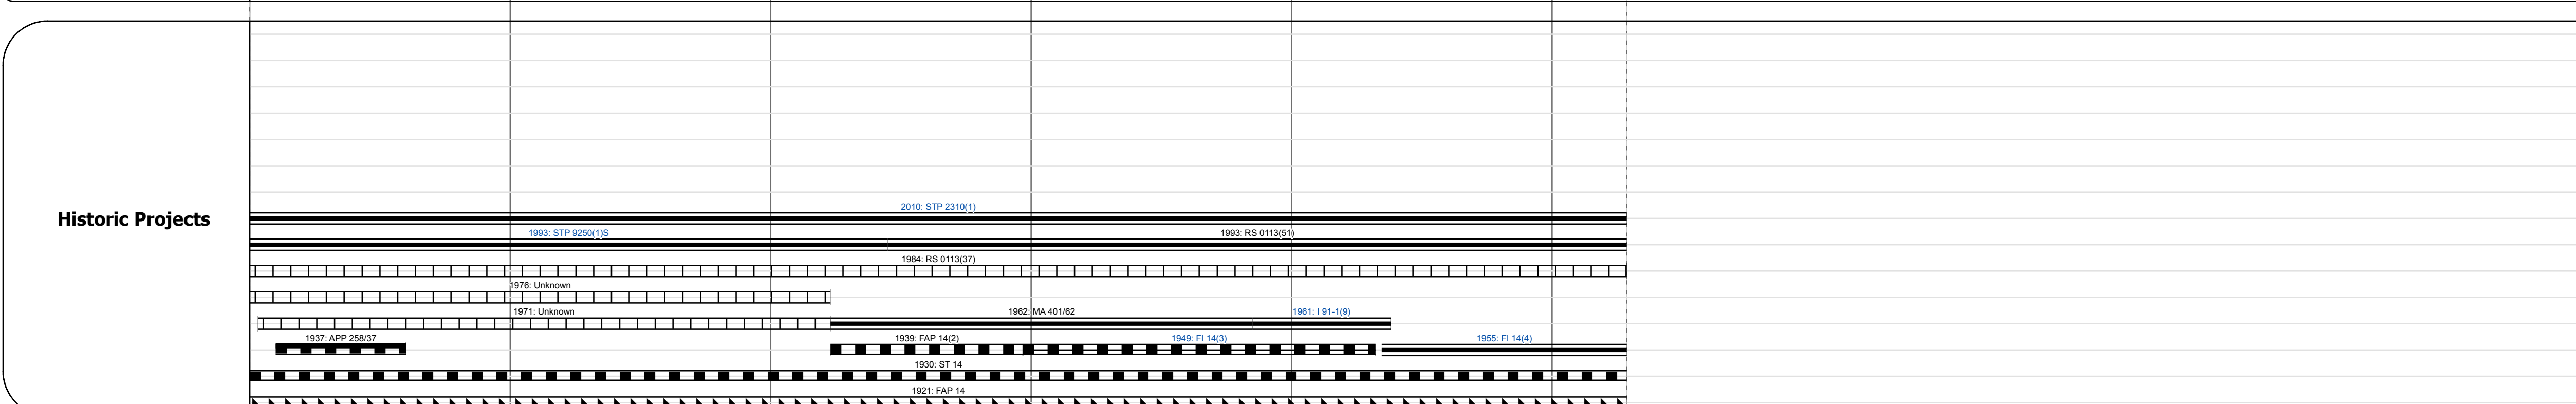 2010: STP 2310(1)
1993: STP 9250(1)S 1993: RS 0113(51)
1984: RS 0113(37)
Historic Projects
1976: Unknown
1971: Unknown 1962: MA 401/62 1961: I 91-1(9)
1937: APP 258/37 1939: FAP 14(2) 1949: FI 14(3) 1955: FI 14(4)
1930: ST 14
1921: FAP 14